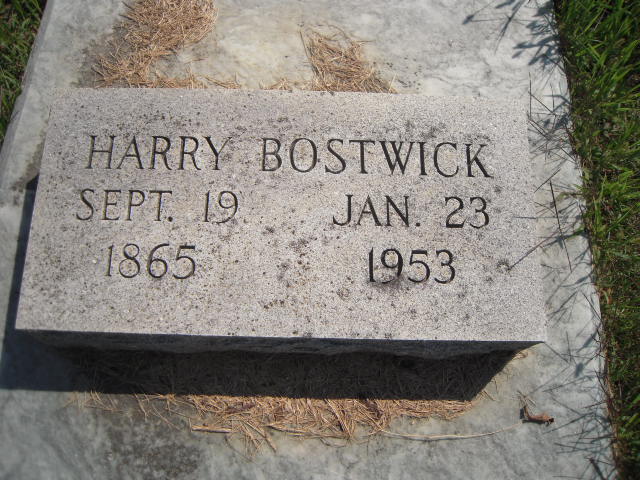 HARRY BOSTWICK
SEPT. 19 JAN. 23
1865 1953